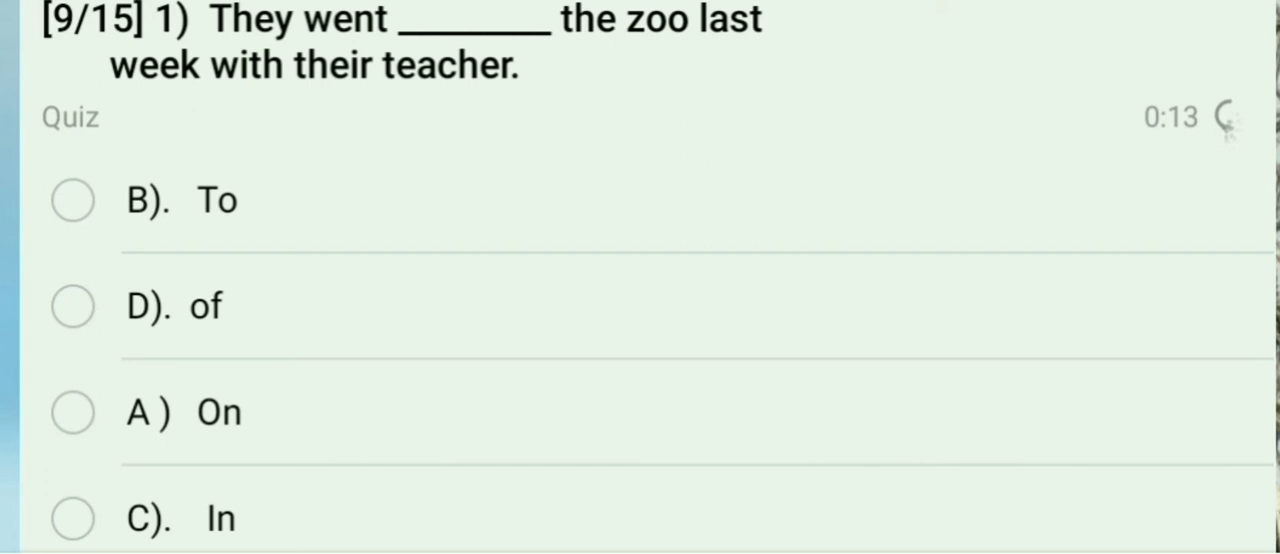 [9/15] 1) They went ________ the zoo last
week with their teacher.
Quiz
0:13
B). To
D). of
A ) On
C). In